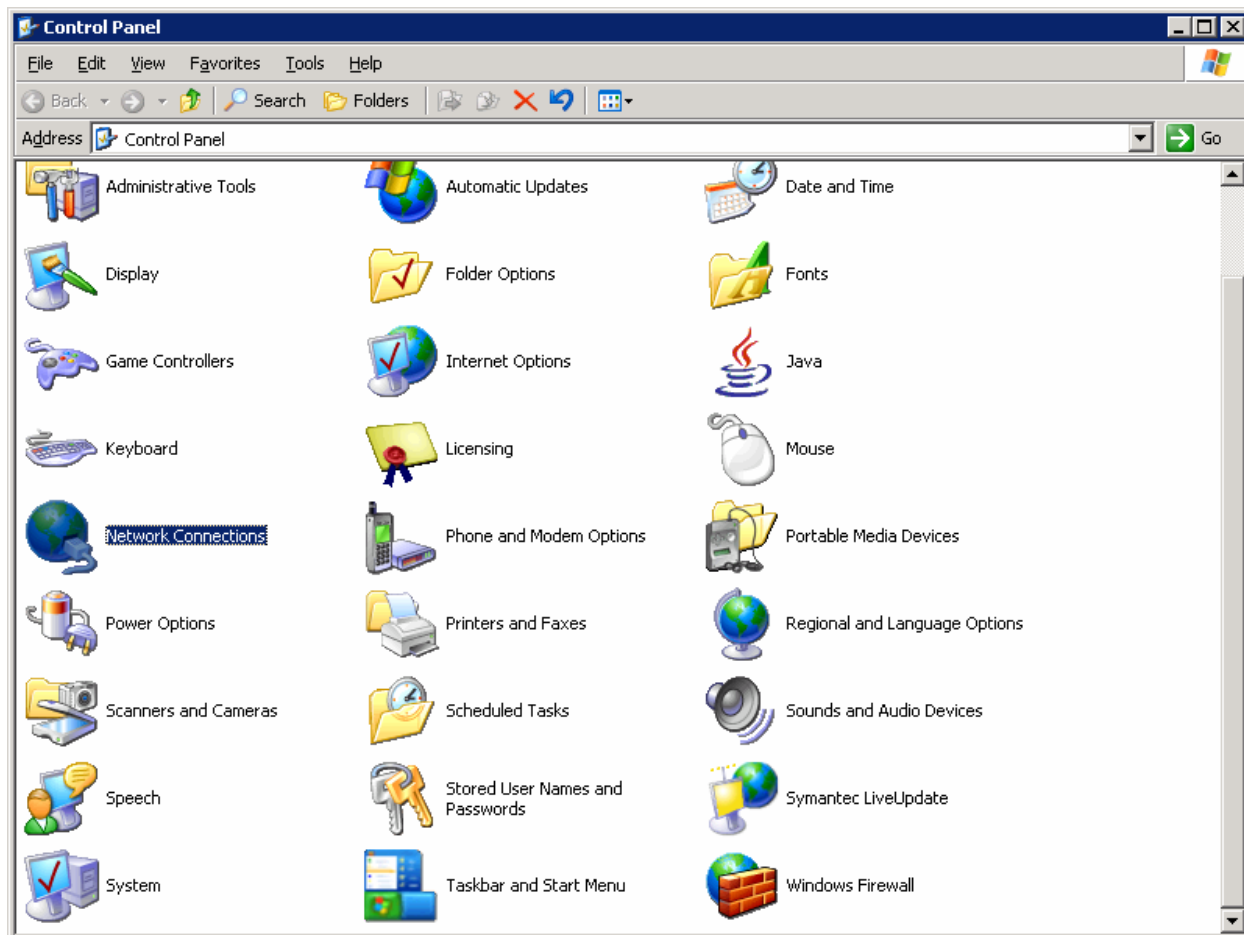 Control Panel
File Edit View Favorites Tools Help
Back Search Folders
Address Control Panel Go
Administrative Tools Automatic Updates Date and Time
Display Folder Options Fonts
Game Controllers Internet Options Java
Keyboard Licensing Mouse
Network Connections Phone and Modem Options Portable Media Devices
Power Options Printers and Faxes Regional and Language Options
Scanners and Cameras Scheduled Tasks Sounds and Audio Devices
Speech Stored User Names and Passwords Symantec LiveUpdate
System Taskbar and Start Menu Windows Firewall